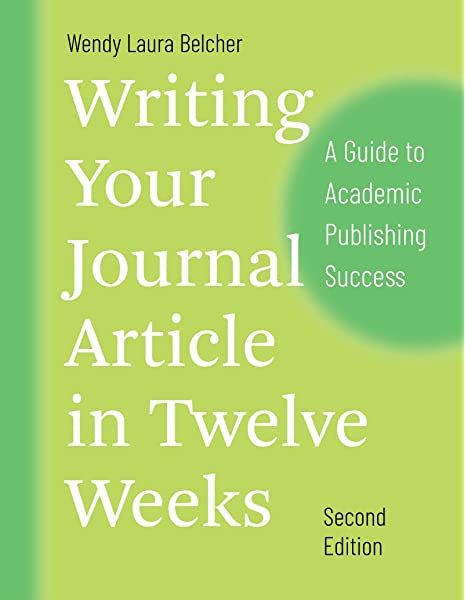 Wendy Laura Belcher
Writing
Your
Journal
Article
in Twelve
Weeks
A Guide to
Academic
Publishing
Success
Second
Edition